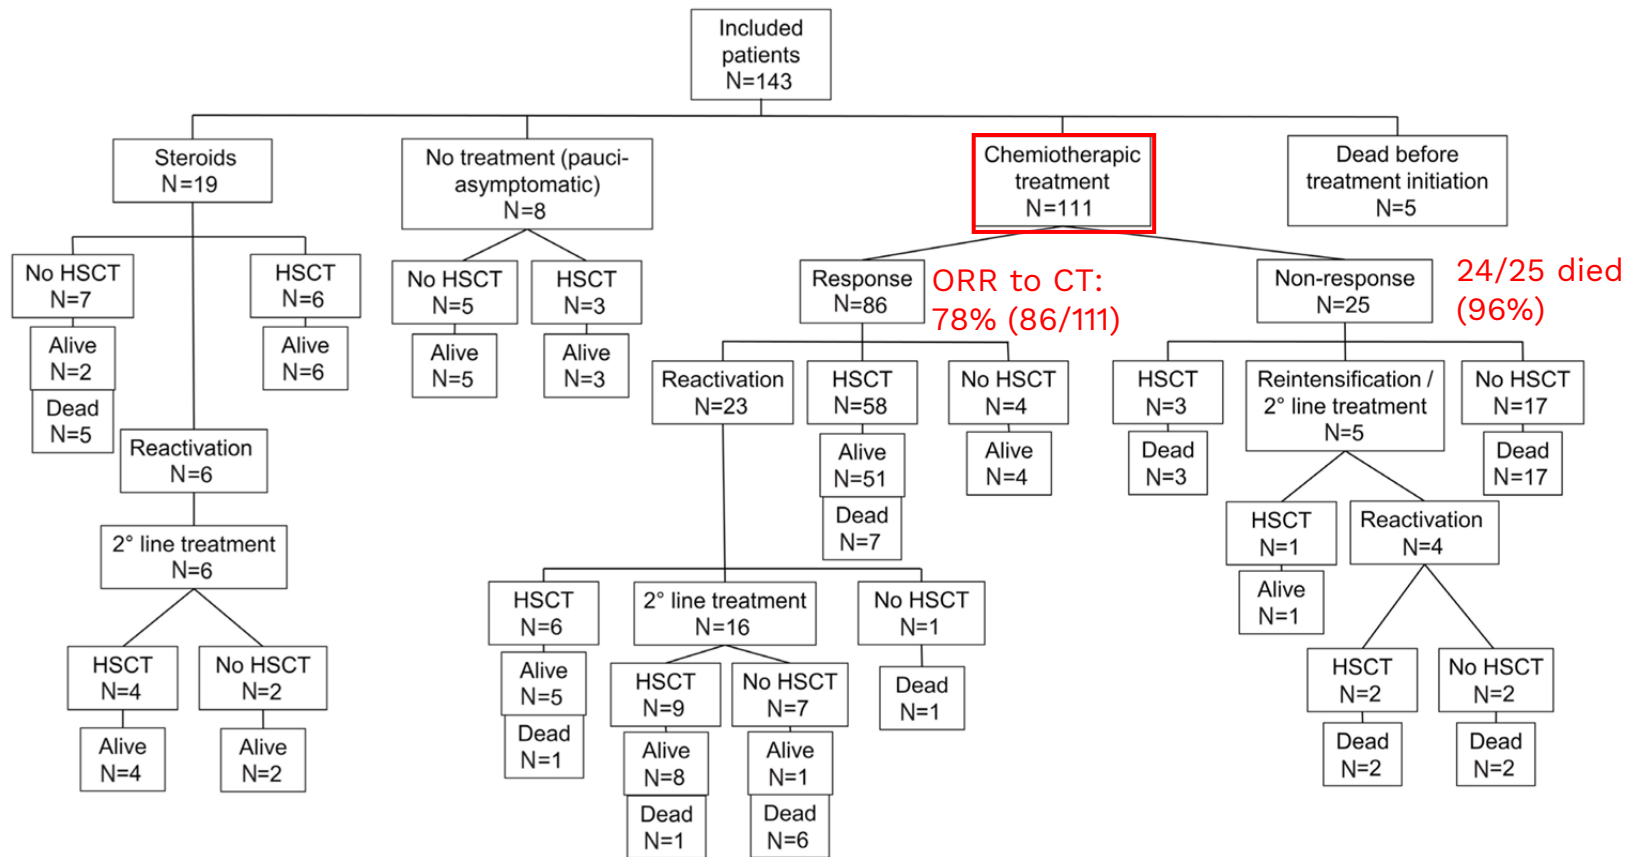 Included
patients
N=143
Steroids
N=19
No treatment (pauci-
asymptomatic)
N=8
Chemiotherapic
treatment
N=111
Dead before
treatment initiation
N=5
No HSCT
N=7
Alive
N=2
Dead
N=5
HSCT
N=6
Alive
N=6
Reactivation
N=6
2° line treatment
N=6
HSCT
N=4
Alive
N=4
No HSCT
N=2
Alive
N=2
No HSCT
N=5
Alive
N=5
HSCT
N=3
Alive
N=3
Response
N=86
ORR to CT:
78% (86/111)
Reactivation
N=23
HSCT
N=58
Alive
N=51
Dead
N=7
No HSCT
N=4
Alive
N=4
HSCT
N=6
Alive
N=5
Dead
N=1
2° line treatment
N=16
HSCT
N=9
Alive
N=8
Dead
N=1
No HSCT
N=7
Alive
N=1
Dead
N=6
No HSCT
N=1
Dead
N=1
Non-response
N=25
24/25 died
(96%)
HSCT
N=3
Dead
N=3
Reintensification /
2° line treatment
N=5
No HSCT
N=17
Dead
N=17
HSCT
N=1
Alive
N=1
Reactivation
N=4
HSCT
N=2
Dead
N=2
No HSCT
N=2
Dead
N=2